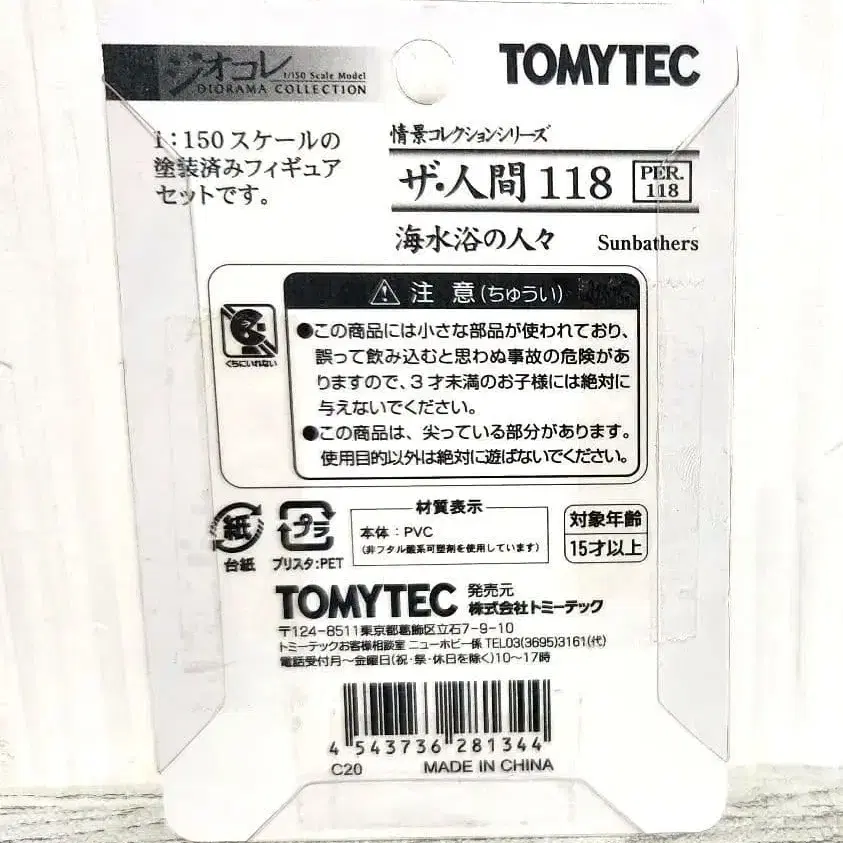 ジオコレ
1/150 Scale Model
DIORAMA COLLECTION
TOMYTEC
1:150スケールの
塗装済みフィギュア
セットです。
情景コレクションシリーズ
ザ・人間118
PER.
118
海水浴の人々 Sunbathers
注意(ちゅうい)
くちにいれない
●この商品には小さな部品が使われており、
誤って飲み込むと思わぬ事故の危険があ
りますので、3才未満のお子様には絶対に
与えないでください。
●この商品は、尖っている部分があります。
使用目的以外は絶対に遊ばないでください。
紙
台紙
プラ
ブリスタ:PET
材質表示
本体:PVC
(非フタル酸系可塑剤を使用しています)
対象年齢
15才以上
TOMYTEC
発売元
株式会社トミーテック
〒124-8511東京都葛飾区立石7-9-10
トミーテックお客様相談室 ニューホビー係 TEL03(3695)3161(代)
電話受付月〜金曜日(祝・祭・休日を除く)10〜17時
4 543736 281344
C20
MADE IN CHINA